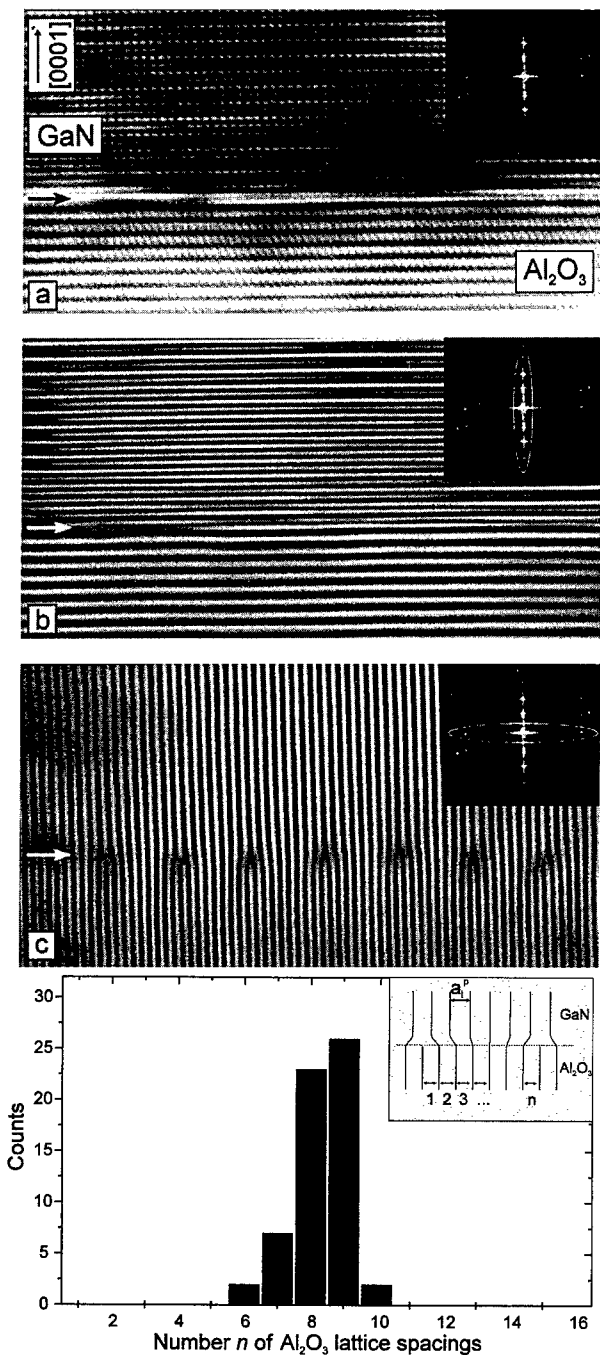 [0001]
GaN
Al₂O₃
a
b
c
30
25
20
15
10
5
0
Counts
aᵢᵖ
GaN
Al₂O₃
1 2 3 ... n
2 4 6 8 10 12 14 16
Number n of Al₂O₃ lattice spacings